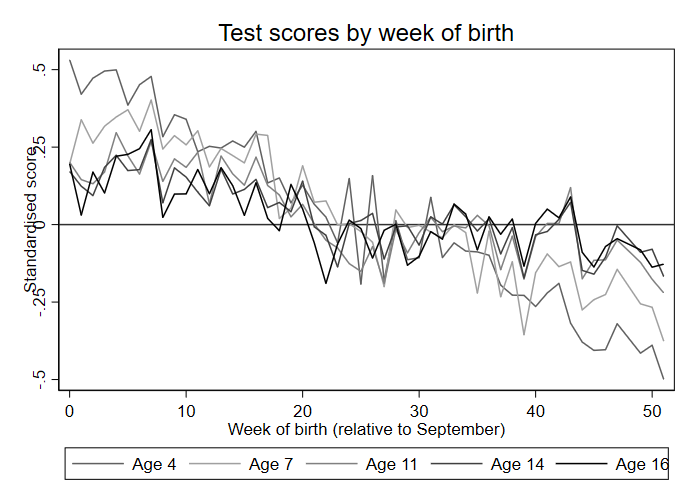 Test scores by week of birth
Standardised score
.5
.25
0
-.25
-.5
0 10 20 30 40 50
Week of birth (relative to September)
Age 4 Age 7 Age 11 Age 14 Age 16